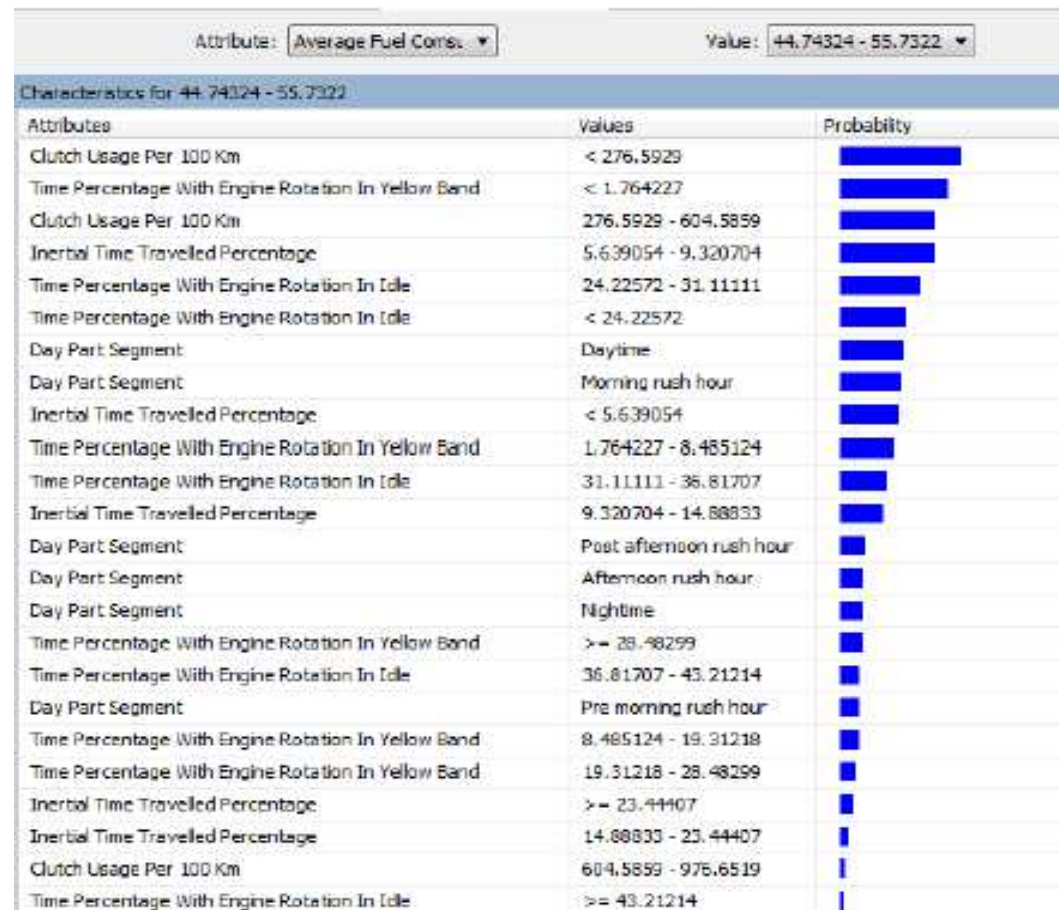 Attribute: Average Fuel Consu Value: 44.74324 - 55.7322
Characteristics for 44.74324 - 55.7322
Attributes Values Probability
Clutch Usage Per 100 Km < 276.5929
Time Percentage With Engine Rotation In Yellow Band < 1.764227
Clutch Usage Per 100 Km 276.5929 - 604.5859
Inertial Time Travelled Percentage 5.639054 - 9.320704
Time Percentage With Engine Rotation In Idle 24.22572 - 31.11111
Time Percentage With Engine Rotation In Idle < 24.22572
Day Part Segment Daytime
Day Part Segment Morning rush hour
Inertial Time Travelled Percentage < 5.639054
Time Percentage With Engine Rotation In Yellow Band 1.764227 - 8.485124
Time Percentage With Engine Rotation In Idle 31.11111 - 36.81707
Inertial Time Travelled Percentage 9.320704 - 14.88833
Day Part Segment Post afternoon rush hour
Day Part Segment Afternoon rush hour
Day Part Segment Nightime
Time Percentage With Engine Rotation In Yellow Band >= 28.48299
Time Percentage With Engine Rotation In Idle 36.81707 - 43.21214
Day Part Segment Pre morning rush hour
Time Percentage With Engine Rotation In Yellow Band 8.485124 - 19.31218
Time Percentage With Engine Rotation In Yellow Band 19.31218 - 28.48299
Inertial Time Travelled Percentage >= 23.44407
Inertial Time Travelled Percentage 14.88833 - 23.44407
Clutch Usage Per 100 Km 604.5859 - 976.6519
Time Percentage With Engine Rotation In Idle >= 43.21214